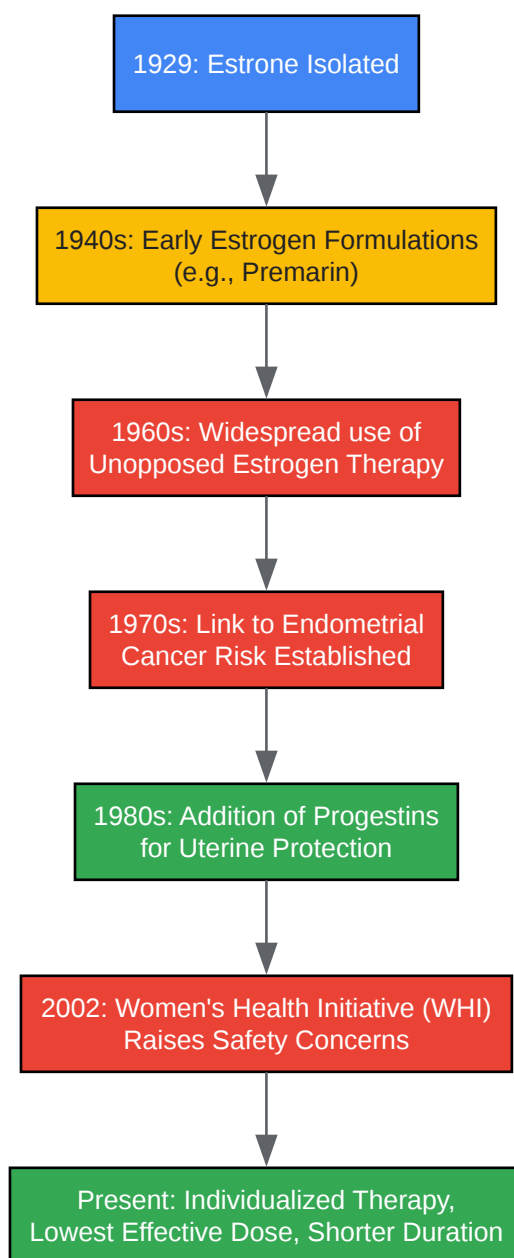 1929: Estrone Isolated
1940s: Early Estrogen Formulations
(e.g., Premarin)
1960s: Widespread use of
Unopposed Estrogen Therapy
1970s: Link to Endometrial
Cancer Risk Established
1980s: Addition of Progestins
for Uterine Protection
2002: Women's Health Initiative (WHI)
Raises Safety Concerns
Present: Individualized Therapy,
Lowest Effective Dose, Shorter Duration